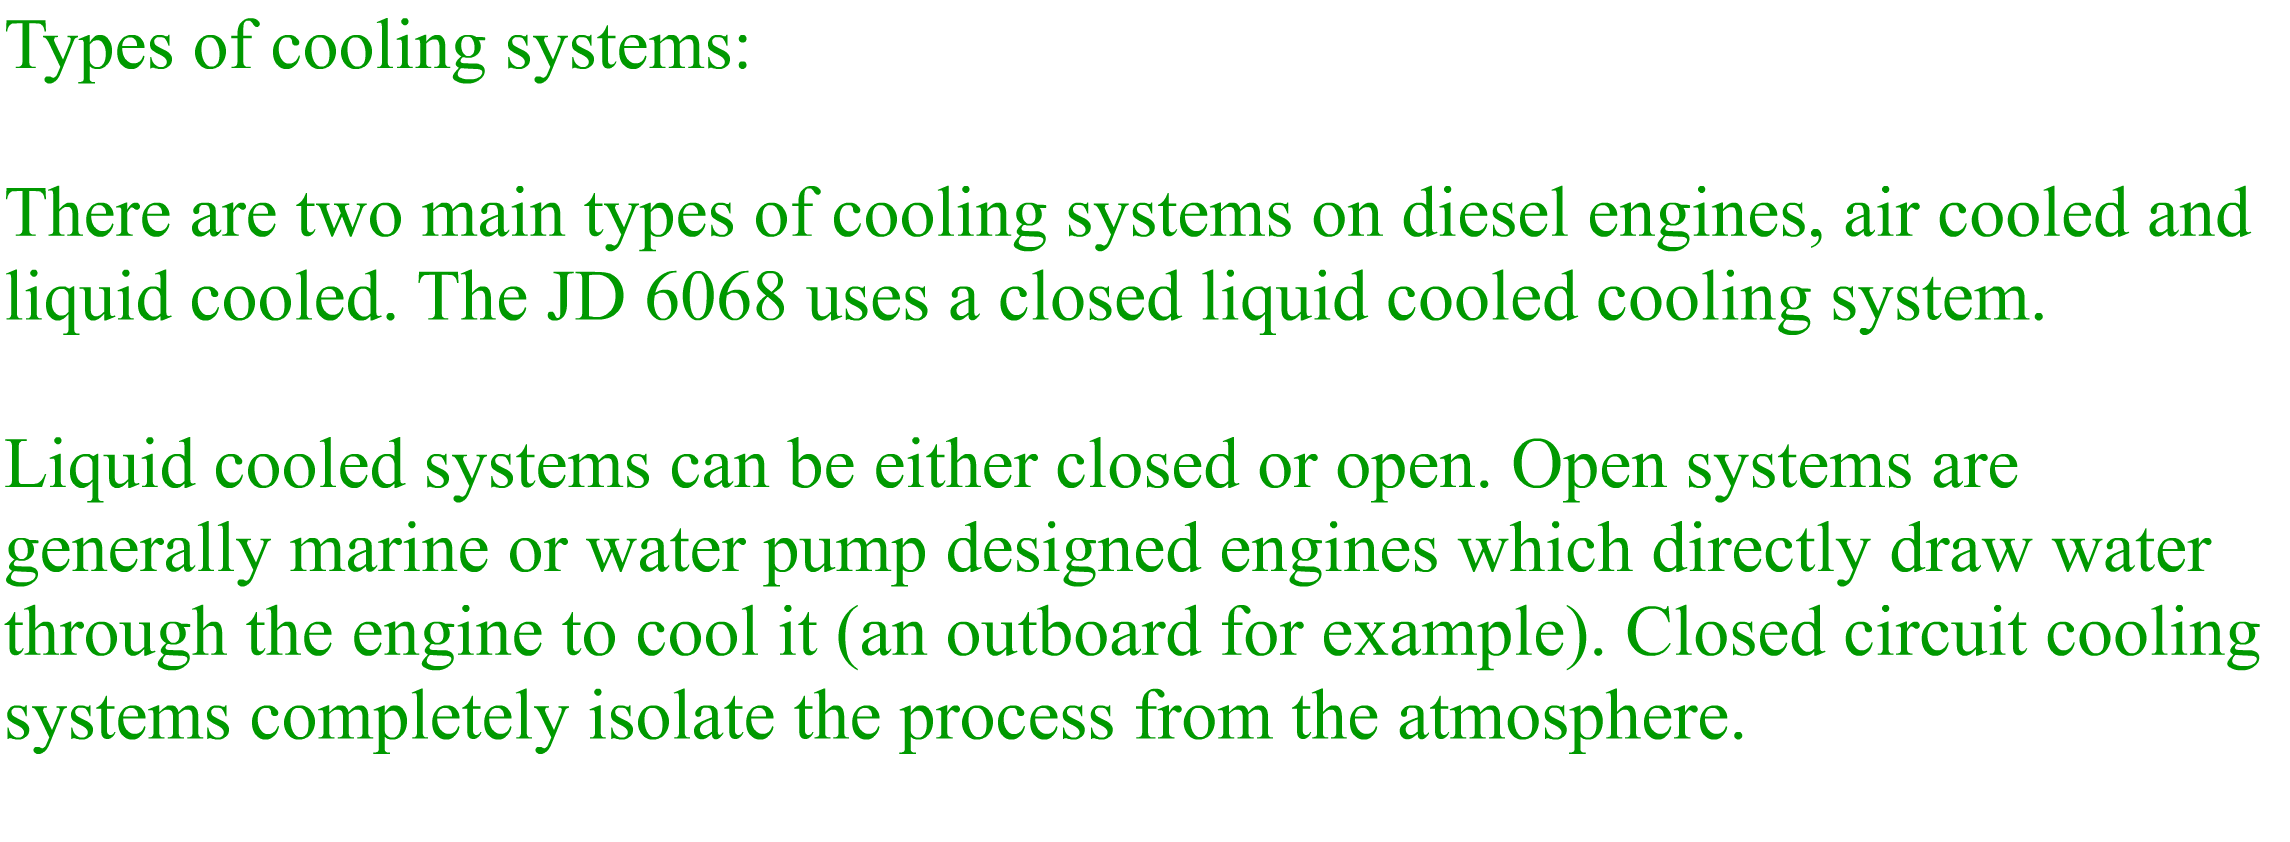 Types of cooling systems:
There are two main types of cooling systems on diesel engines, air cooled and
liquid cooled. The JD 6068 uses a closed liquid cooled cooling system.
Liquid cooled systems can be either closed or open. Open systems are
generally marine or water pump designed engines which directly draw water
through the engine to cool it (an outboard for example). Closed circuit cooling
systems completely isolate the process from the atmosphere.